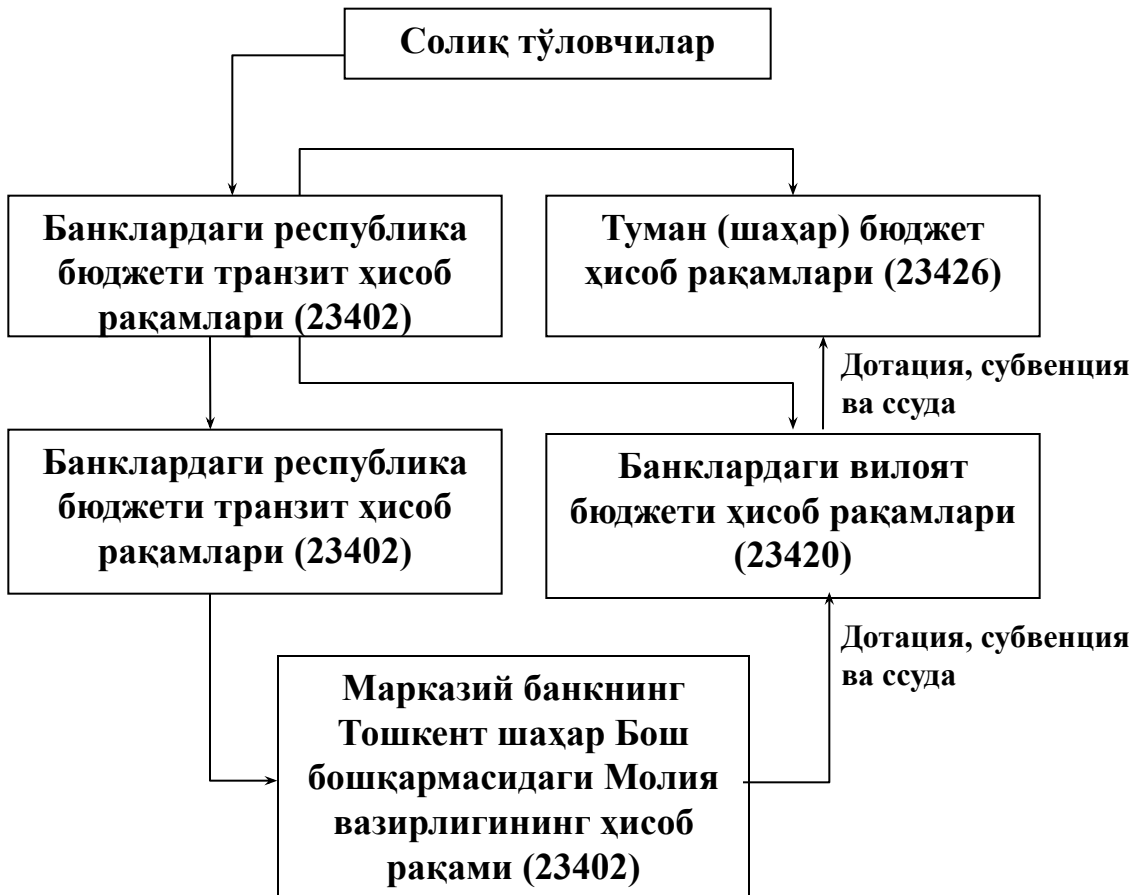 Солиқ тўловчилар
Банклардаги республика
бюджети транзит ҳисоб
рақамлари (23402)
Туман (шаҳар) бюджет
ҳисоб рақамлари (23426)
Дотация, субвенция
ва ссуда
Банклардаги республика
бюджети транзит ҳисоб
рақамлари (23402)
Банклардаги вилоят
бюджети ҳисоб рақамлари
(23420)
Дотация, субвенция
ва ссуда
Марказий банкнинг
Тошкент шаҳар Бош
бошқармасидаги Молия
вазирлигининг ҳисоб
рақами (23402)